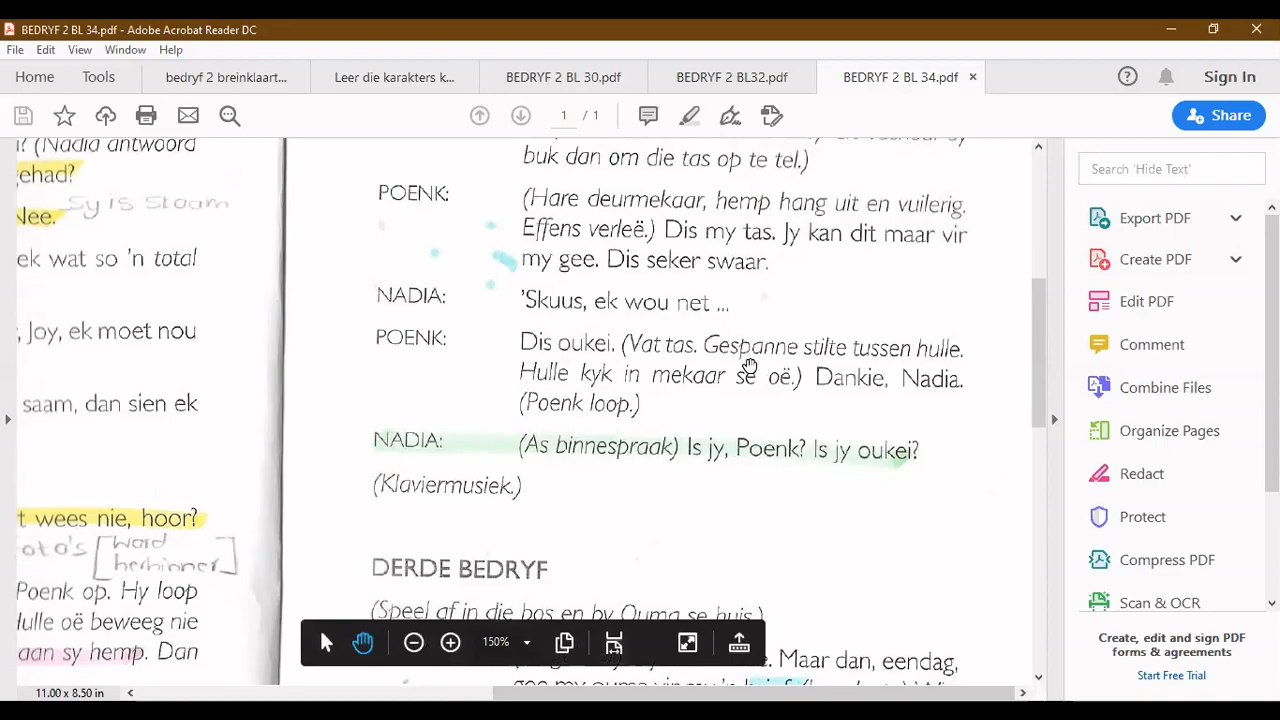 BEDRYF 2 BL 34.pdf - Adobe Acrobat Reader DC
File Edit View Window Help
Home Tools bedryf 2 breinklaart... Leer die karakters k... BEDRYF 2 BL 30.pdf BEDRYF 2 BL32.pdf BEDRYF 2 BL 34.pdf × Sign In
1 / 1 Share
? (Nadia antwoord
gehad?
Nee. Sy is skaam
ek wat so 'n total
, Joy, ek moet nou
saam, dan sien ek
t wees nie, hoor?
[word
herhinner]
Poenk op. Hy loop
Hulle oë beweeg nie
aan sy hemp. Dan
buk dan om die tas op te tel.)
POENK: (Hare deurmekaar, hemp hang uit en vuilerig.
Effens verleë.) Dis my tas. Jy kan dit maar vir
my gee. Dis seker swaar.
NADIA: 'Skuus, ek wou net ...
POENK: Dis oukei. (Vat tas. Gespanne stilte tussen hulle.
Hulle kyk in mekaar se oë.) Dankie, Nadia.
(Poenk loop.)
NADIA: (As binnespraak) Is jy, Poenk? Is jy oukei?
(Klaviermusiek.)
DERDE BEDRYF
(Speel af in die bos en by Ouma se huis.)
e. Maar dan, eendag,
150%
11.00 x 8.50 in
Search 'Hide Text'
Export PDF
Create PDF
Edit PDF
Comment
Combine Files
Organize Pages
Redact
Protect
Compress PDF
Scan & OCR
Create, edit and sign PDF
forms & agreements
Start Free Trial